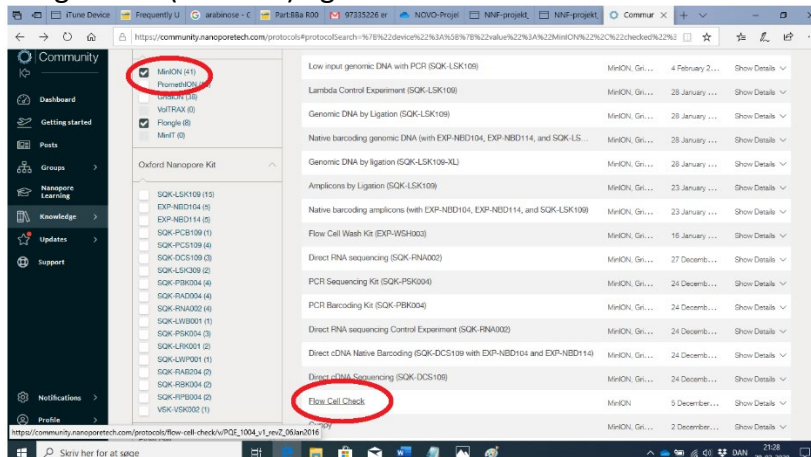 iTune Device
Frequently U
arabinose - C
Part:BBa R00
97335226 er
NOVO-Projel
NNF-projekt,
NNF-projekt,
Commur
https://community.nanoporetech.com/protocols#protocolSearch=%7B%22device%22%3A%5B%7B%22value%22%3A%22MinION%22%2C%22checked%22%3
Community
Dashboard
Getting started
Posts
Groups
Nanopore Learning
Knowledge
Updates
Support
Notifications
Profile
MinION (41)
PromethION
GridION (38)
VolTRAX (0)
Flongle (8)
MinIT (0)
Oxford Nanopore Kit
SQK-LSK109 (15)
EXP-NBD104 (5)
EXP-NBD114 (5)
SQK-PCB109 (1)
SQK-PCS109 (4)
SQK-DCS109 (3)
SQK-LSK309 (2)
SQK-PBK004 (4)
SQK-RAD004 (4)
SQK-RNA002 (4)
SQK-LWB001 (1)
SQK-PSK004 (3)
SQK-LRK001 (2)
SQK-LWP001 (1)
SQK-RAB204 (2)
SQK-RBK004 (2)
SQK-RPB004 (2)
VSK-VSK002 (1)
Low input genomic DNA with PCR (SQK-LSK109) MinION, Gri... 4 February 2... Show Details
Lambda Control Experiment (SQK-LSK109) MinION, Gri... 28 January ... Show Details
Genomic DNA by Ligation (SQK-LSK109) MinION, Gri... 28 January ... Show Details
Native barcoding genomic DNA (with EXP-NBD104, EXP-NBD114, and SQK-LS... MinION, Gri... 28 January ... Show Details
Genomic DNA by ligation (SQK-LSK109-XL) MinION, Gri... 28 January ... Show Details
Amplicons by Ligation (SQK-LSK109) MinION, Gri... 23 January ... Show Details
Native barcoding amplicons (with EXP-NBD104, EXP-NBD114, and SQK-LSK109) MinION, Gri... 23 January ... Show Details
Flow Cell Wash Kit (EXP-WSH003) MinION, Gri... 16 January ... Show Details
Direct RNA sequencing (SQK-RNA002) MinION, Gri... 27 Decemb... Show Details
PCR Sequencing Kit (SQK-PSK004) MinION, Gri... 24 Decemb... Show Details
PCR Barcoding Kit (SQK-PBK004) MinION, Gri... 24 Decemb... Show Details
Direct RNA sequencing Control Experiment (SQK-RNA002) MinION, Gri... 24 Decemb... Show Details
Direct cDNA Native Barcoding (SQK-DCS109 with EXP-NBD104 and EXP-NBD114) MinION, Gri... 24 Decemb... Show Details
Direct cDNA Sequencing (SQK-DCS109) MinION, Gri... 24 Decemb... Show Details
Flow Cell Check MinION 5 December... Show Details
Guppy MinION, Gri... 2 December... Show Details
https://community.nanoporetech.com/protocols/flow-cell-check/v/PQE_1004_v1_revZ_06Jan2016
Skriv her for at søge
DAN
21:28